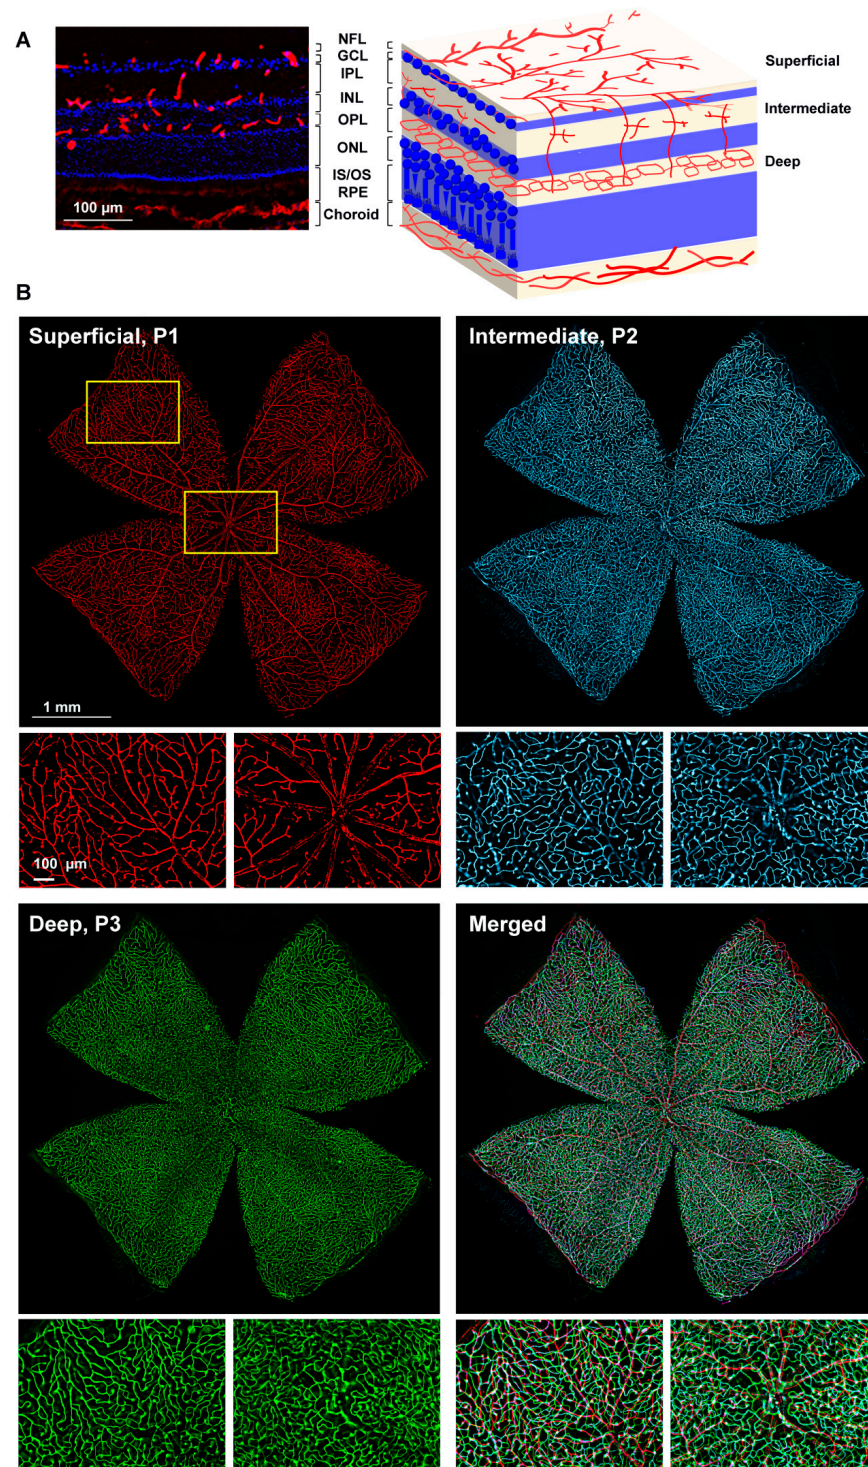 A
NFL
GCL
IPL
INL
OPL
ONL
IS/OS
RPE
Choroid
100 µm
Superficial
Intermediate
Deep
B
Superficial, P1
Intermediate, P2
1 mm
100 µm
Deep, P3
Merged